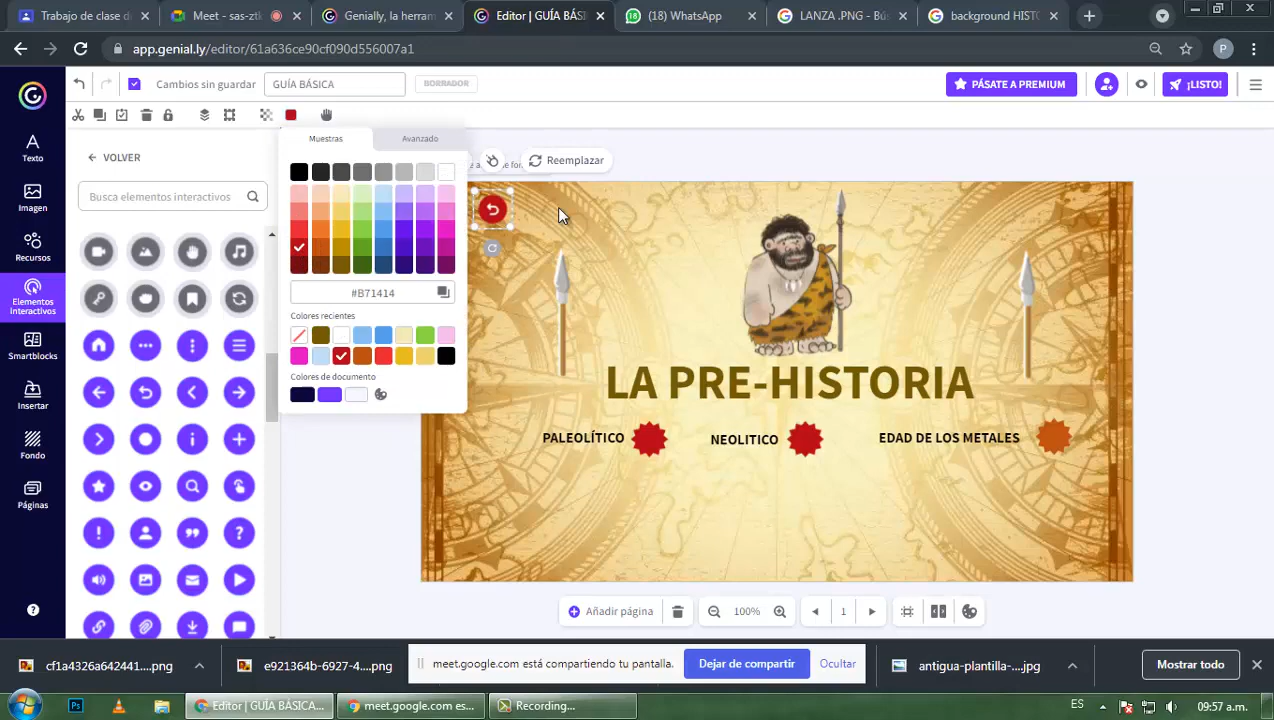 Trabajo de clase d
Meet - sas-ztk
Genially, la herram
Editor | GUÍA BÁSI
(18) WhatsApp
LANZA .PNG - Bús
background HISTO
app.genial.ly/editor/61a636ce90cf090d556007a1
P
Cambios sin guardar
GUÍA BÁSICA
BORRADOR
PÁSATE A PREMIUM
¡LISTO!
Texto
Imagen
Recursos
Elementos
Interactivos
Smartblocks
Insertar
Fondo
Páginas
VOLVER
Busca elementos interactivos
Muestras
Avanzado
#B71414
Colores recientes
Colores de documento
Reemplazar
LA PRE-HISTORIA
PALEOLÍTICO
NEOLITICO
EDAD DE LOS METALES
Añadir página
100%
1
cf1a4326a642441....png
e921364b-6927-4....png
meet.google.com está compartiendo tu pantalla.
Dejar de compartir
Ocultar
antigua-plantilla-....jpg
Mostrar todo
Editor | GUÍA BÁSICA...
meet.google.com es...
Recording...
ES
09:57 a.m.